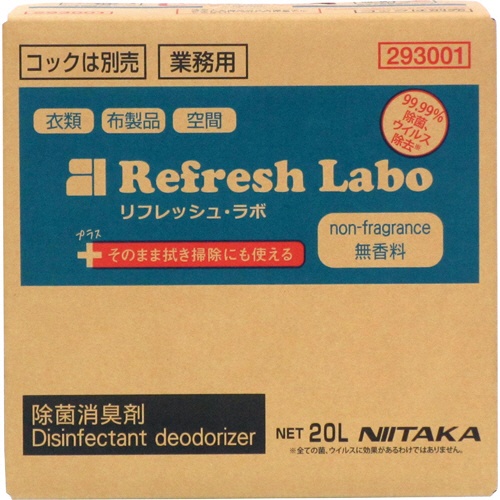 コックは別売 業務用 293001
衣類 布製品 空間
99.99%
除菌、
ウイルス
除去※
Refresh Labo
リフレッシュ・ラボ
non-fragrance
無香料
プラス
+ そのまま拭き掃除にも使える
除菌消臭剤
Disinfectant deodorizer
NET 20L NIITAKA
※全ての菌、ウイルスに効果があるわけではありません。